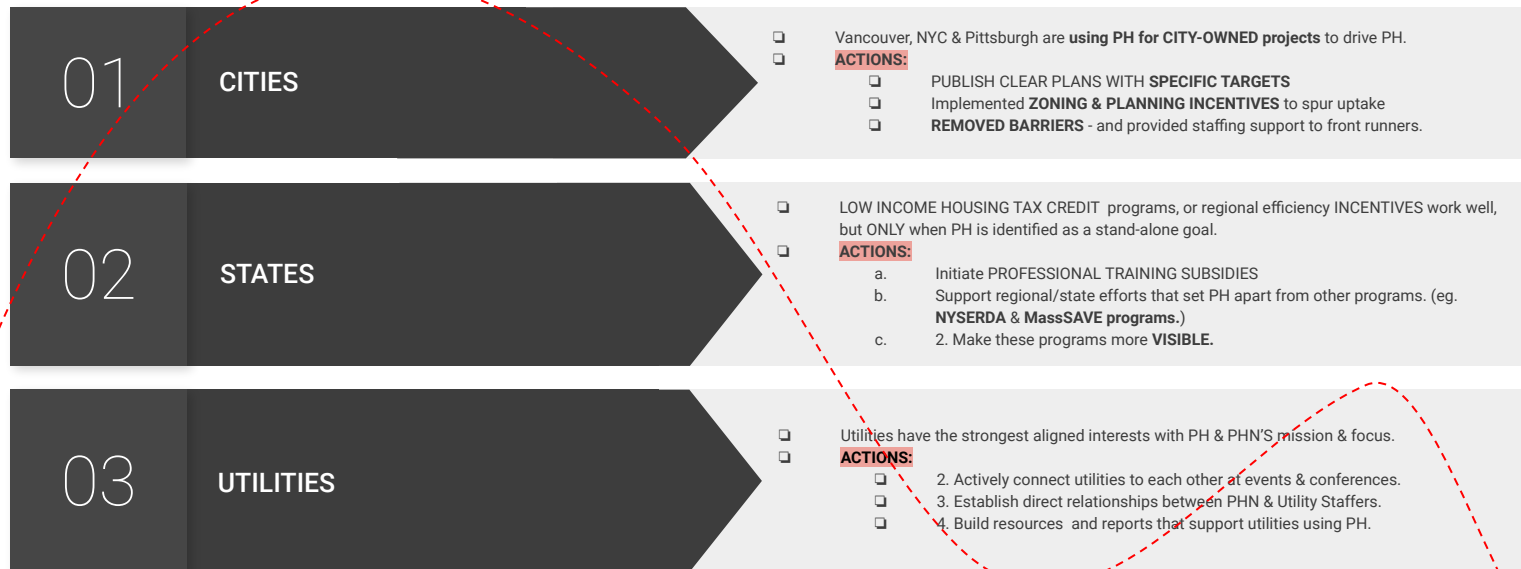 01
CITIES
Vancouver, NYC & Pittsburgh are using PH for CITY-OWNED projects to drive PH.
ACTIONS:
PUBLISH CLEAR PLANS WITH SPECIFIC TARGETS
Implemented ZONING & PLANNING INCENTIVES to spur uptake
REMOVED BARRIERS - and provided staffing support to front runners.
02
STATES
LOW INCOME HOUSING TAX CREDIT programs, or regional efficiency INCENTIVES work well,
but ONLY when PH is identified as a stand-alone goal.
ACTIONS:
a. Initiate PROFESSIONAL TRAINING SUBSIDIES
b. Support regional/state efforts that set PH apart from other programs. (eg.
NYSERDA & MassSAVE programs.)
c. 2. Make these programs more VISIBLE.
03
UTILITIES
Utilities have the strongest aligned interests with PH & PHN'S mission & focus.
ACTIONS:
2. Actively connect utilities to each other at events & conferences.
3. Establish direct relationships between PHN & Utility Staffers.
4. Build resources and reports that support utilities using PH.